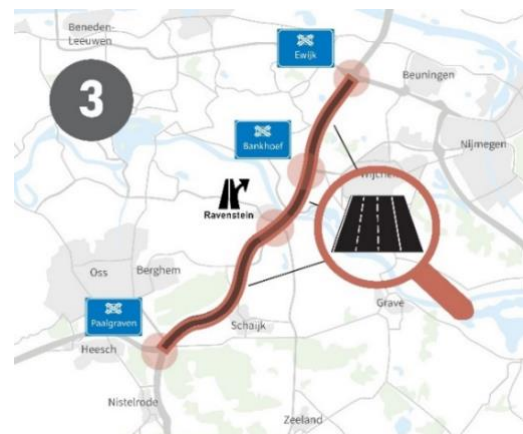 Beneden-
Leeuwen
Ewijk
3
Beuningen
Nijmegen
Bankhoef
Ravenstein
Oss
Berghem
Grave
Paalgraven
Schaijk
Heesch
Nistelrode
Zeeland